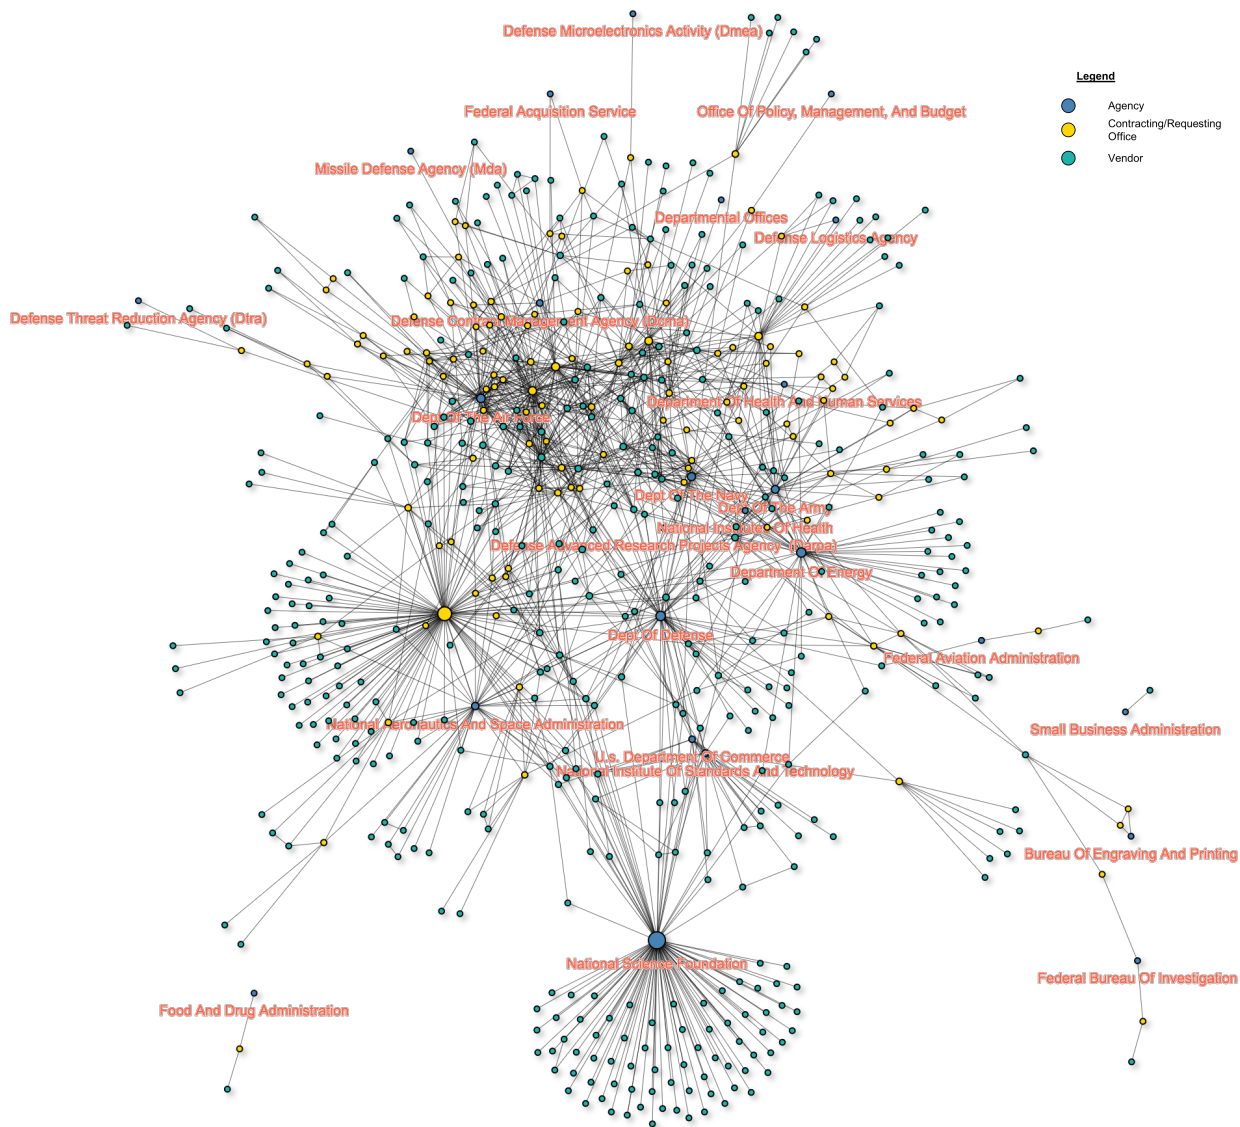 Defense Microelectronics Activity (Dmea)
Legend
Agency
Federal Acquisition Service
Office Of Policy, Management, And Budget
Contracting/Requesting
Office
Vendor
Missile Defense Agency (Mda)
Departmental Offices
Defense Logistics Agency
Defense Threat Reduction Agency (Dtra)
Defense Contract Management Agency (Dcma)
Department Of Health And Human Services
Dept Of The Air Force
Dept Of The Navy
Dept Of The Army
National Institutes Of Health
Defense Advanced Research Projects Agency (Darpa)
Department Of Energy
Dept Of Defense
Federal Aviation Administration
National Aeronautics And Space Administration
Small Business Administration
U.s. Department Of Commerce
National Institute Of Standards And Technology
Bureau Of Engraving And Printing
National Science Foundation
Federal Bureau Of Investigation
Food And Drug Administration